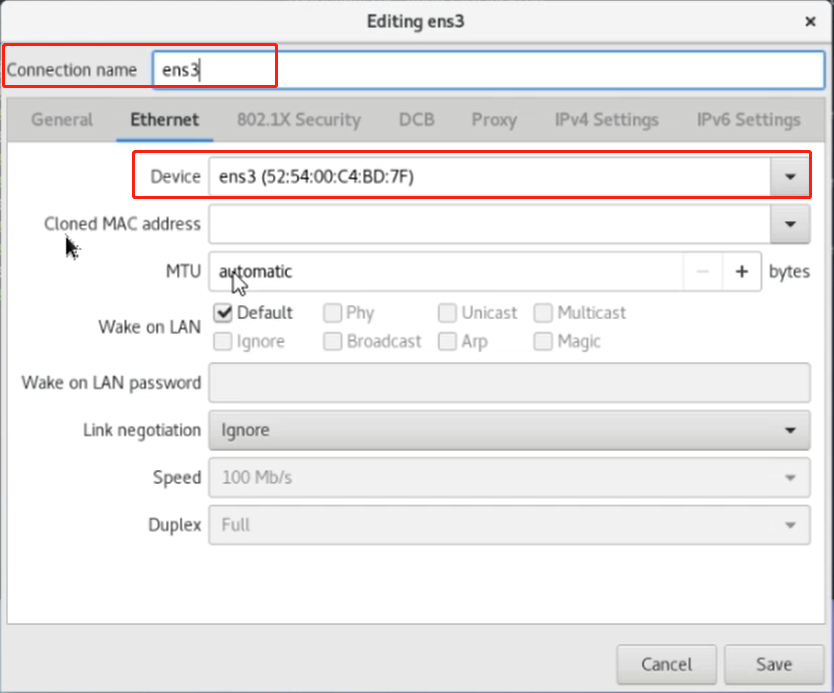 Editing ens3
Connection name ens3
General Ethernet 802.1X Security DCB Proxy IPv4 Settings IPv6 Settings
Device ens3 (52:54:00:C4:BD:7F)
Cloned MAC address
MTU automatic bytes
Default Phy Unicast Multicast
Wake on LAN
Ignore Broadcast Arp Magic
Wake on LAN password
Link negotiation Ignore
Speed 100 Mb/s
Duplex Full
Cancel Save